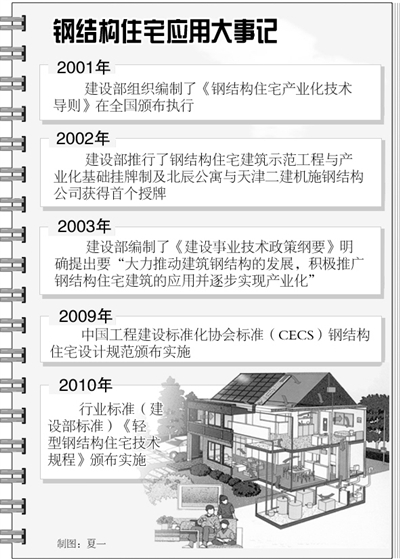 钢结构住宅应用大事记
2001年
建设部组织编制了《钢结构住宅产业化技术
导则》在全国颁布执行
2002年
建设部推行了钢结构住宅建筑示范工程与产
业化基础挂牌制及北辰公寓与天津二建机施钢结构
公司获得首个授牌
2003年
建设部编制了《建设事业技术政策纲要》明
确提出要“大力推动建筑钢结构的发展，积极推广
钢结构住宅建筑的应用并逐步实现产业化”
2009年
中国工程建设标准化协会标准（CECS）钢结构
住宅设计规范颁布实施
2010年
行业标准（建
设部标准）《轻
型钢结构住宅技术
规程》颁布实施
制图：夏一